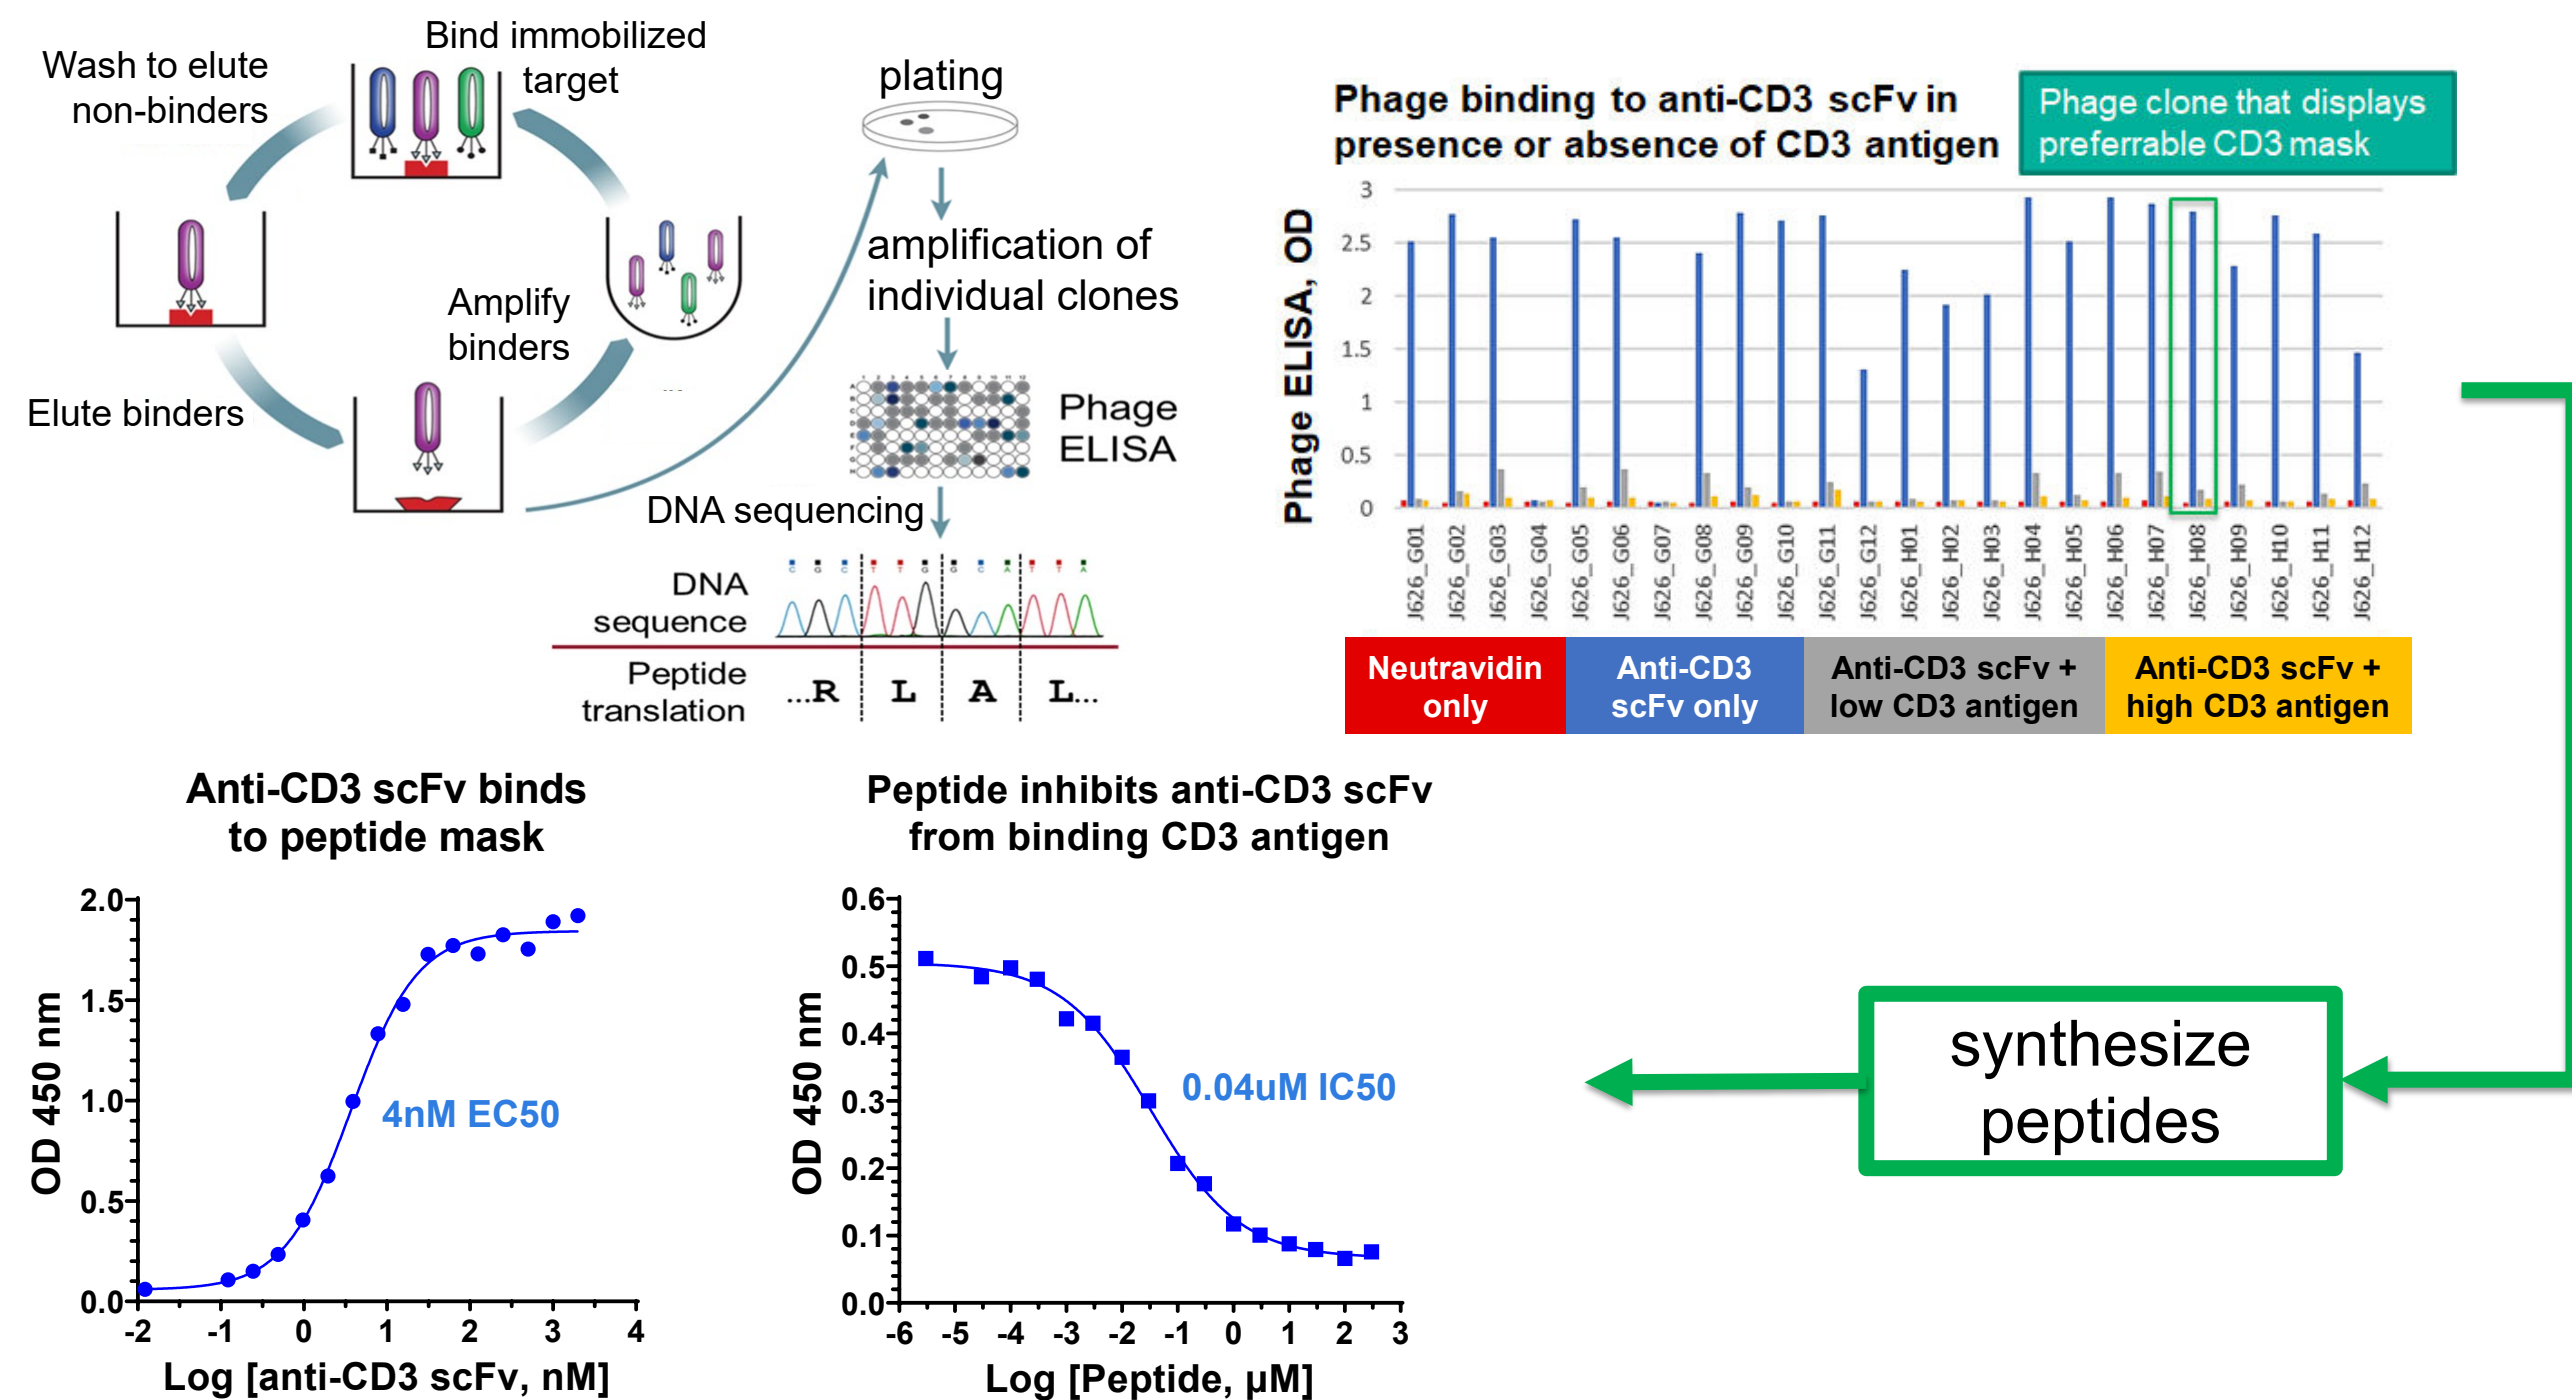 Wash to elute
non-binders
Bind immobilized
target
Elute binders
Amplify
binders
...
plating
amplification of
individual clones
Phage
ELISA
DNA sequencing
DNA
sequence
C G C T T G G C A T T A
Peptide
translation
...R L A L...
Phage binding to anti-CD3 scFv in
presence or absence of CD3 antigen
Phage clone that displays
preferrable CD3 mask
Phage ELISA, OD
3
2.5
2
1.5
1
0.5
0
J626_G01
J626_G02
J626_G03
J626_G04
J626_G05
J626_G06
J626_G07
J626_G08
J626_G09
J626_G10
J626_G11
J626_G12
J626_H01
J626_H02
J626_H03
J626_H04
J626_H05
J626_H06
J626_H07
J626_H08
J626_H09
J626_H10
J626_H11
J626_H12
Neutravidin
only
Anti-CD3
scFv only
Anti-CD3 scFv +
low CD3 antigen
Anti-CD3 scFv +
high CD3 antigen
Anti-CD3 scFv binds
to peptide mask
OD 450 nm
2.0
1.5
1.0
0.5
0.0
4nM EC50
-2 -1 0 1 2 3 4
Log [anti-CD3 scFv, nM]
Peptide inhibits anti-CD3 scFv
from binding CD3 antigen
OD 450 nm
0.6
0.5
0.4
0.3
0.2
0.1
0.0
0.04uM IC50
-6 -5 -4 -3 -2 -1 0 1 2 3
Log [Peptide, μM]
synthesize
peptides